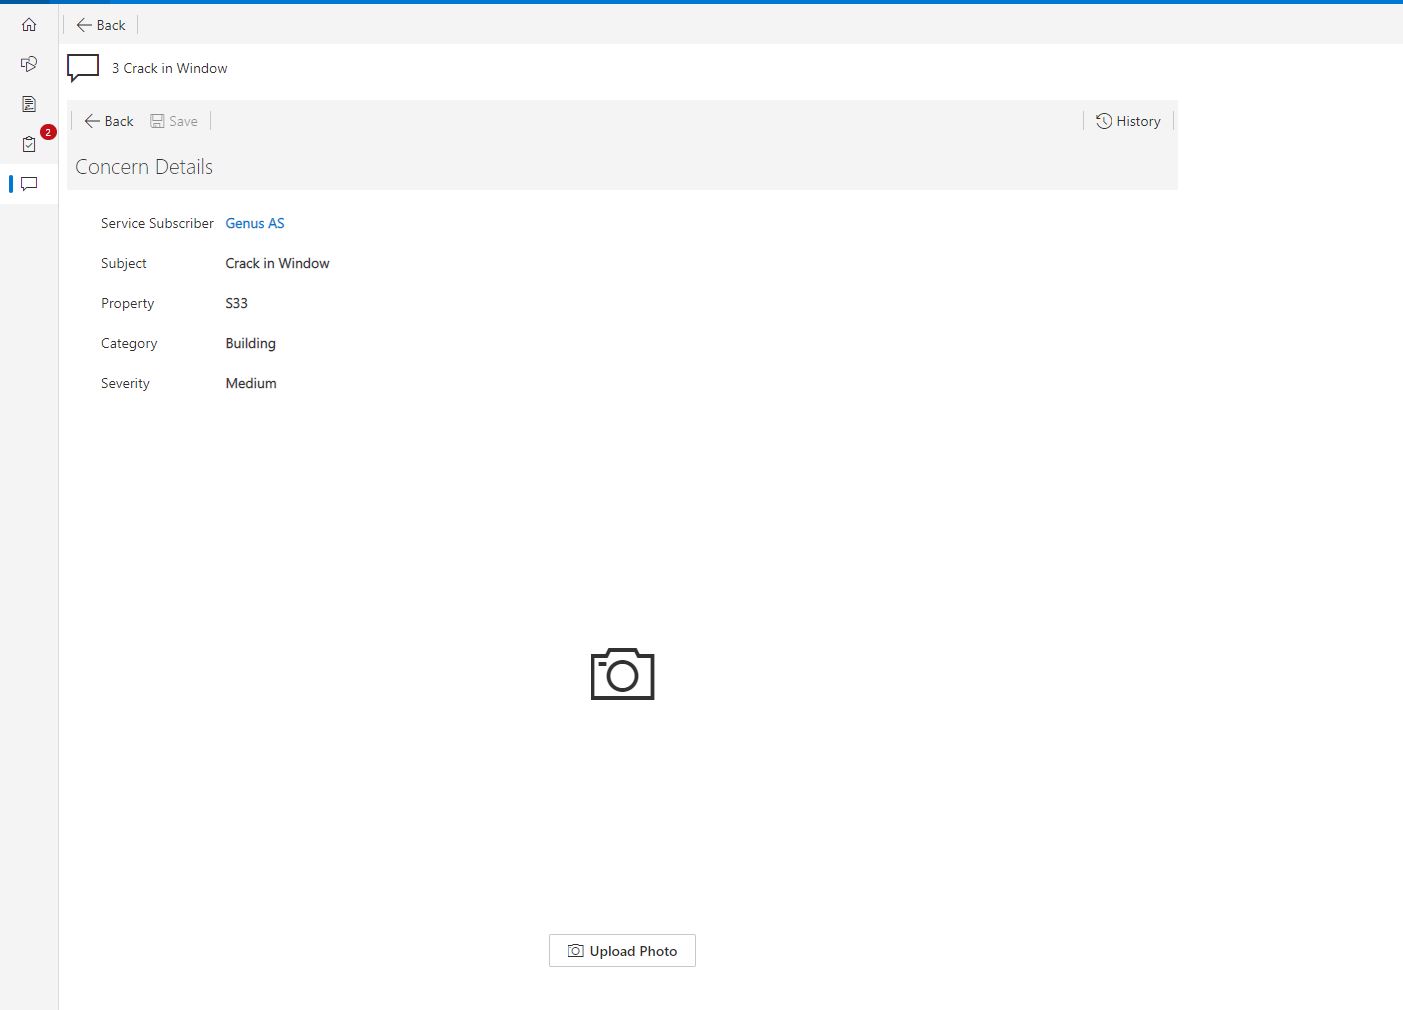 Back
3 Crack in Window
Back Save History
2
Concern Details
Service Subscriber Genus AS
Subject Crack in Window
Property S33
Category Building
Severity Medium
Upload Photo